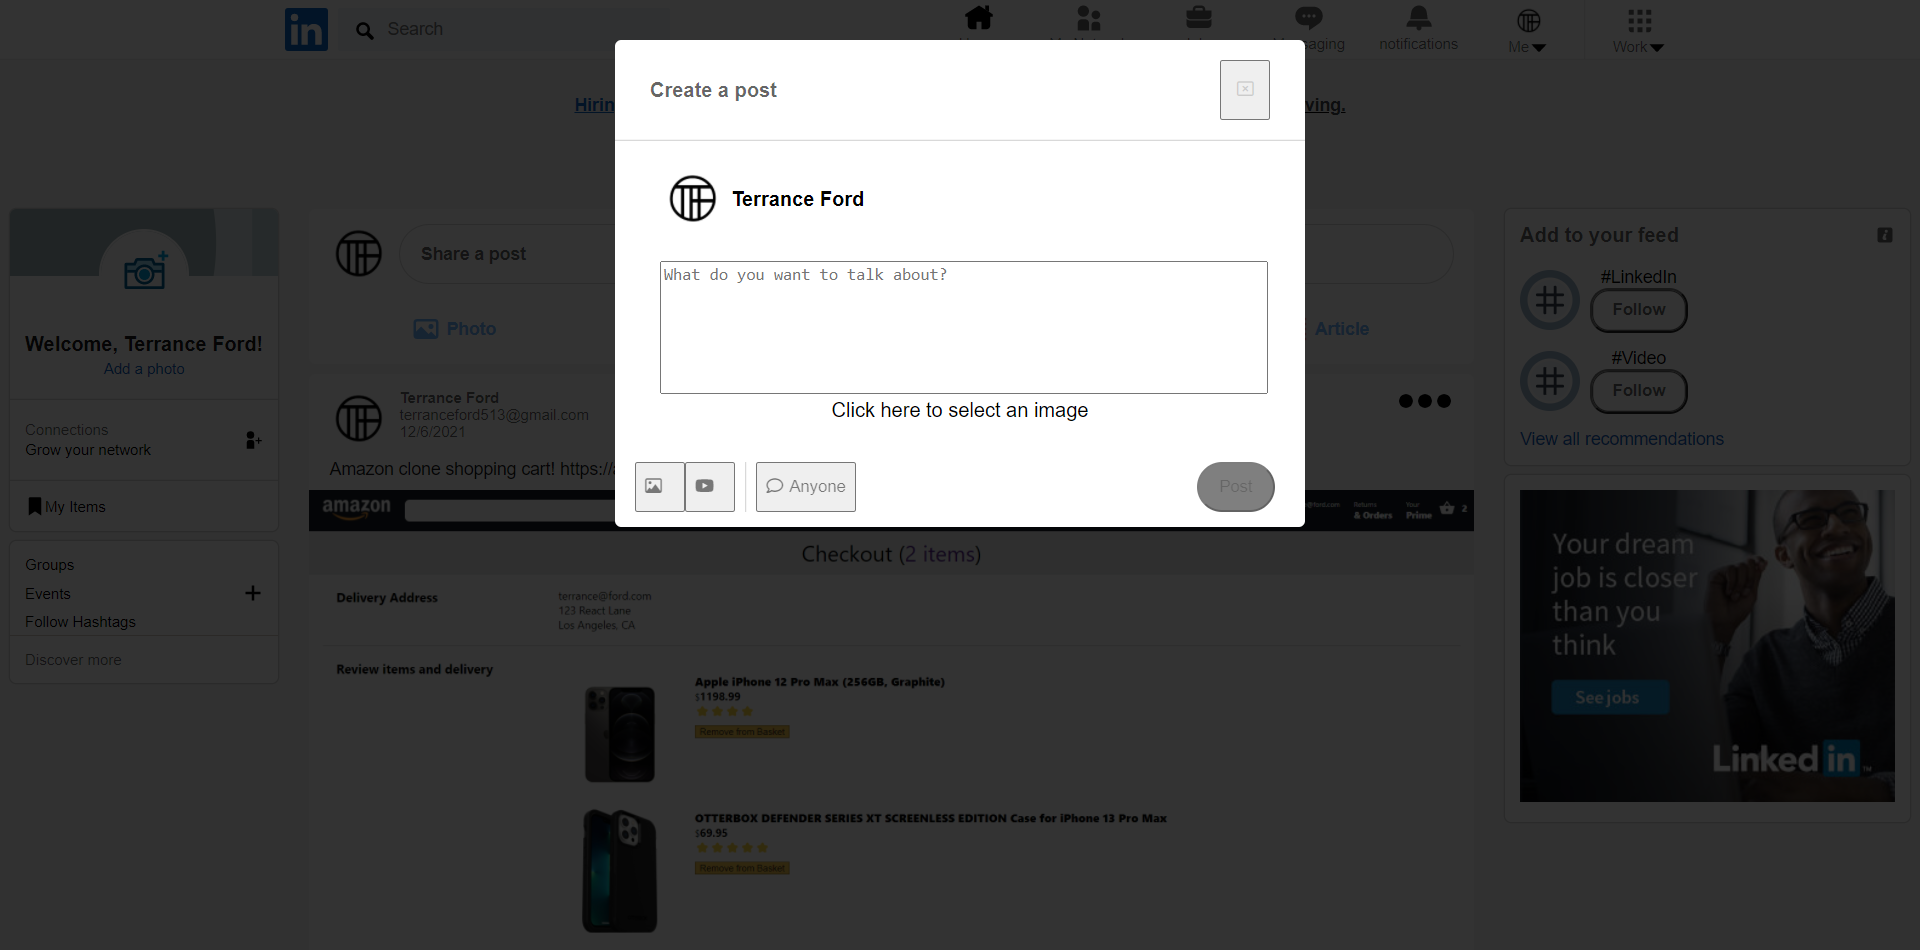 in
Search
aging
notifications
Me
Work
Create a post
Hirin
ving.
Terrance Ford
What do you want to talk about?
Click here to select an image
Anyone
Post
Welcome, Terrance Ford!
Add a photo
Connections
Grow your network
My Items
Groups
Events
Follow Hashtags
Discover more
Share a post
Photo
Article
Terrance Ford
terranceford513@gmail.com
12/6/2021
Amazon clone shopping cart! https://
amazon
Returns
& Orders
Your
Prime
2
Checkout (2 items)
Delivery Address
terrance@ford.com
123 React Lane
Los Angeles, CA
Review items and delivery
Apple iPhone 12 Pro Max (256GB, Graphite)
$1198.99
Remove from Basket
OTTERBOX DEFENDER SERIES XT SCREENLESS EDITION Case for iPhone 13 Pro Max
$69.95
Remove from Basket
Add to your feed
#LinkedIn
Follow
#Video
Follow
View all recommendations
Your dream
job is closer
than you
think
See jobs
Linked in